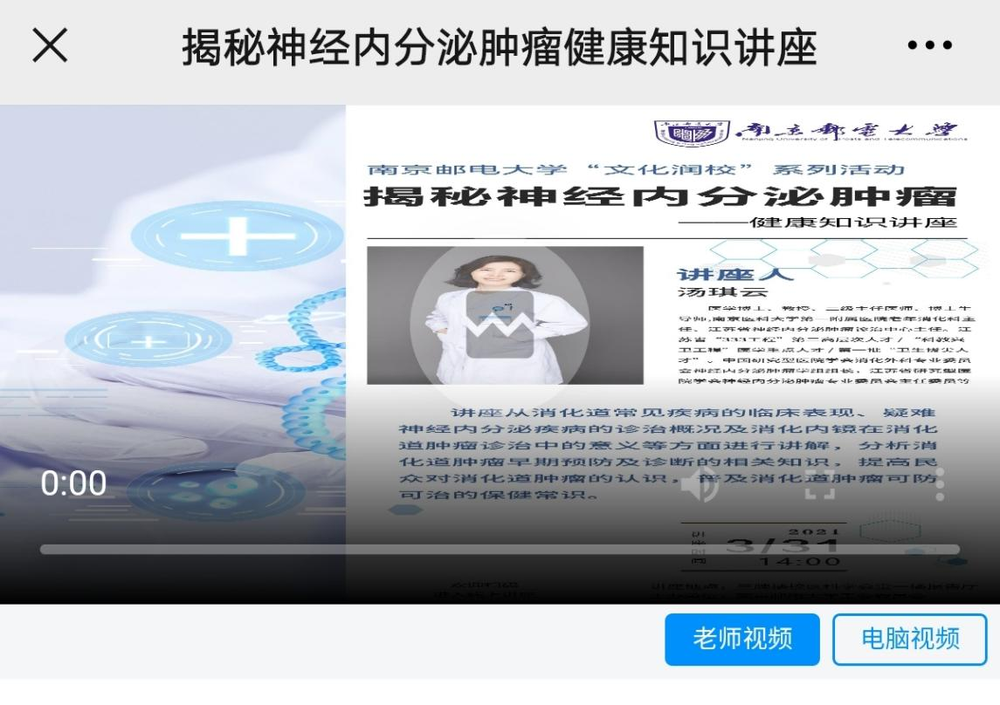 揭秘神经内分泌肿瘤健康知识讲座
南京邮电大学
Nanjing University of Posts and Telecommunications
南京邮电大学“文化润校”系列活动
揭秘神经内分泌肿瘤
——健康知识讲座
讲座人
汤琪云
医学博士、教授、二级主任医师、博士生
导师,南京医科大学第一附属医院老年消化科主
任、江苏省神经内分泌肿瘤诊治中心主任。江
苏省“333工程”第二高层次人才/“科教兴
卫工程”医学重点人才/第一批“卫生拔尖人
才”、中国研究型医院学会消化外科专业委员
会神经内分泌肿瘤学组组长,江苏省研究型医
院学会神经内分泌肿瘤专业委员会主任委员等
讲座从消化道常见疾病的临床表现、疑难
神经内分泌疾病的诊治概况及消化内镜在消化
道肿瘤诊治中的意义等方面进行讲解,分析消
化道肿瘤早期预防及诊断的相关知识,提高民
众对消化道肿瘤的认识,普及消化道肿瘤可防
可治的保健常识。
0:00
讲座时间
2021
3/31
14:00
老师视频
电脑视频